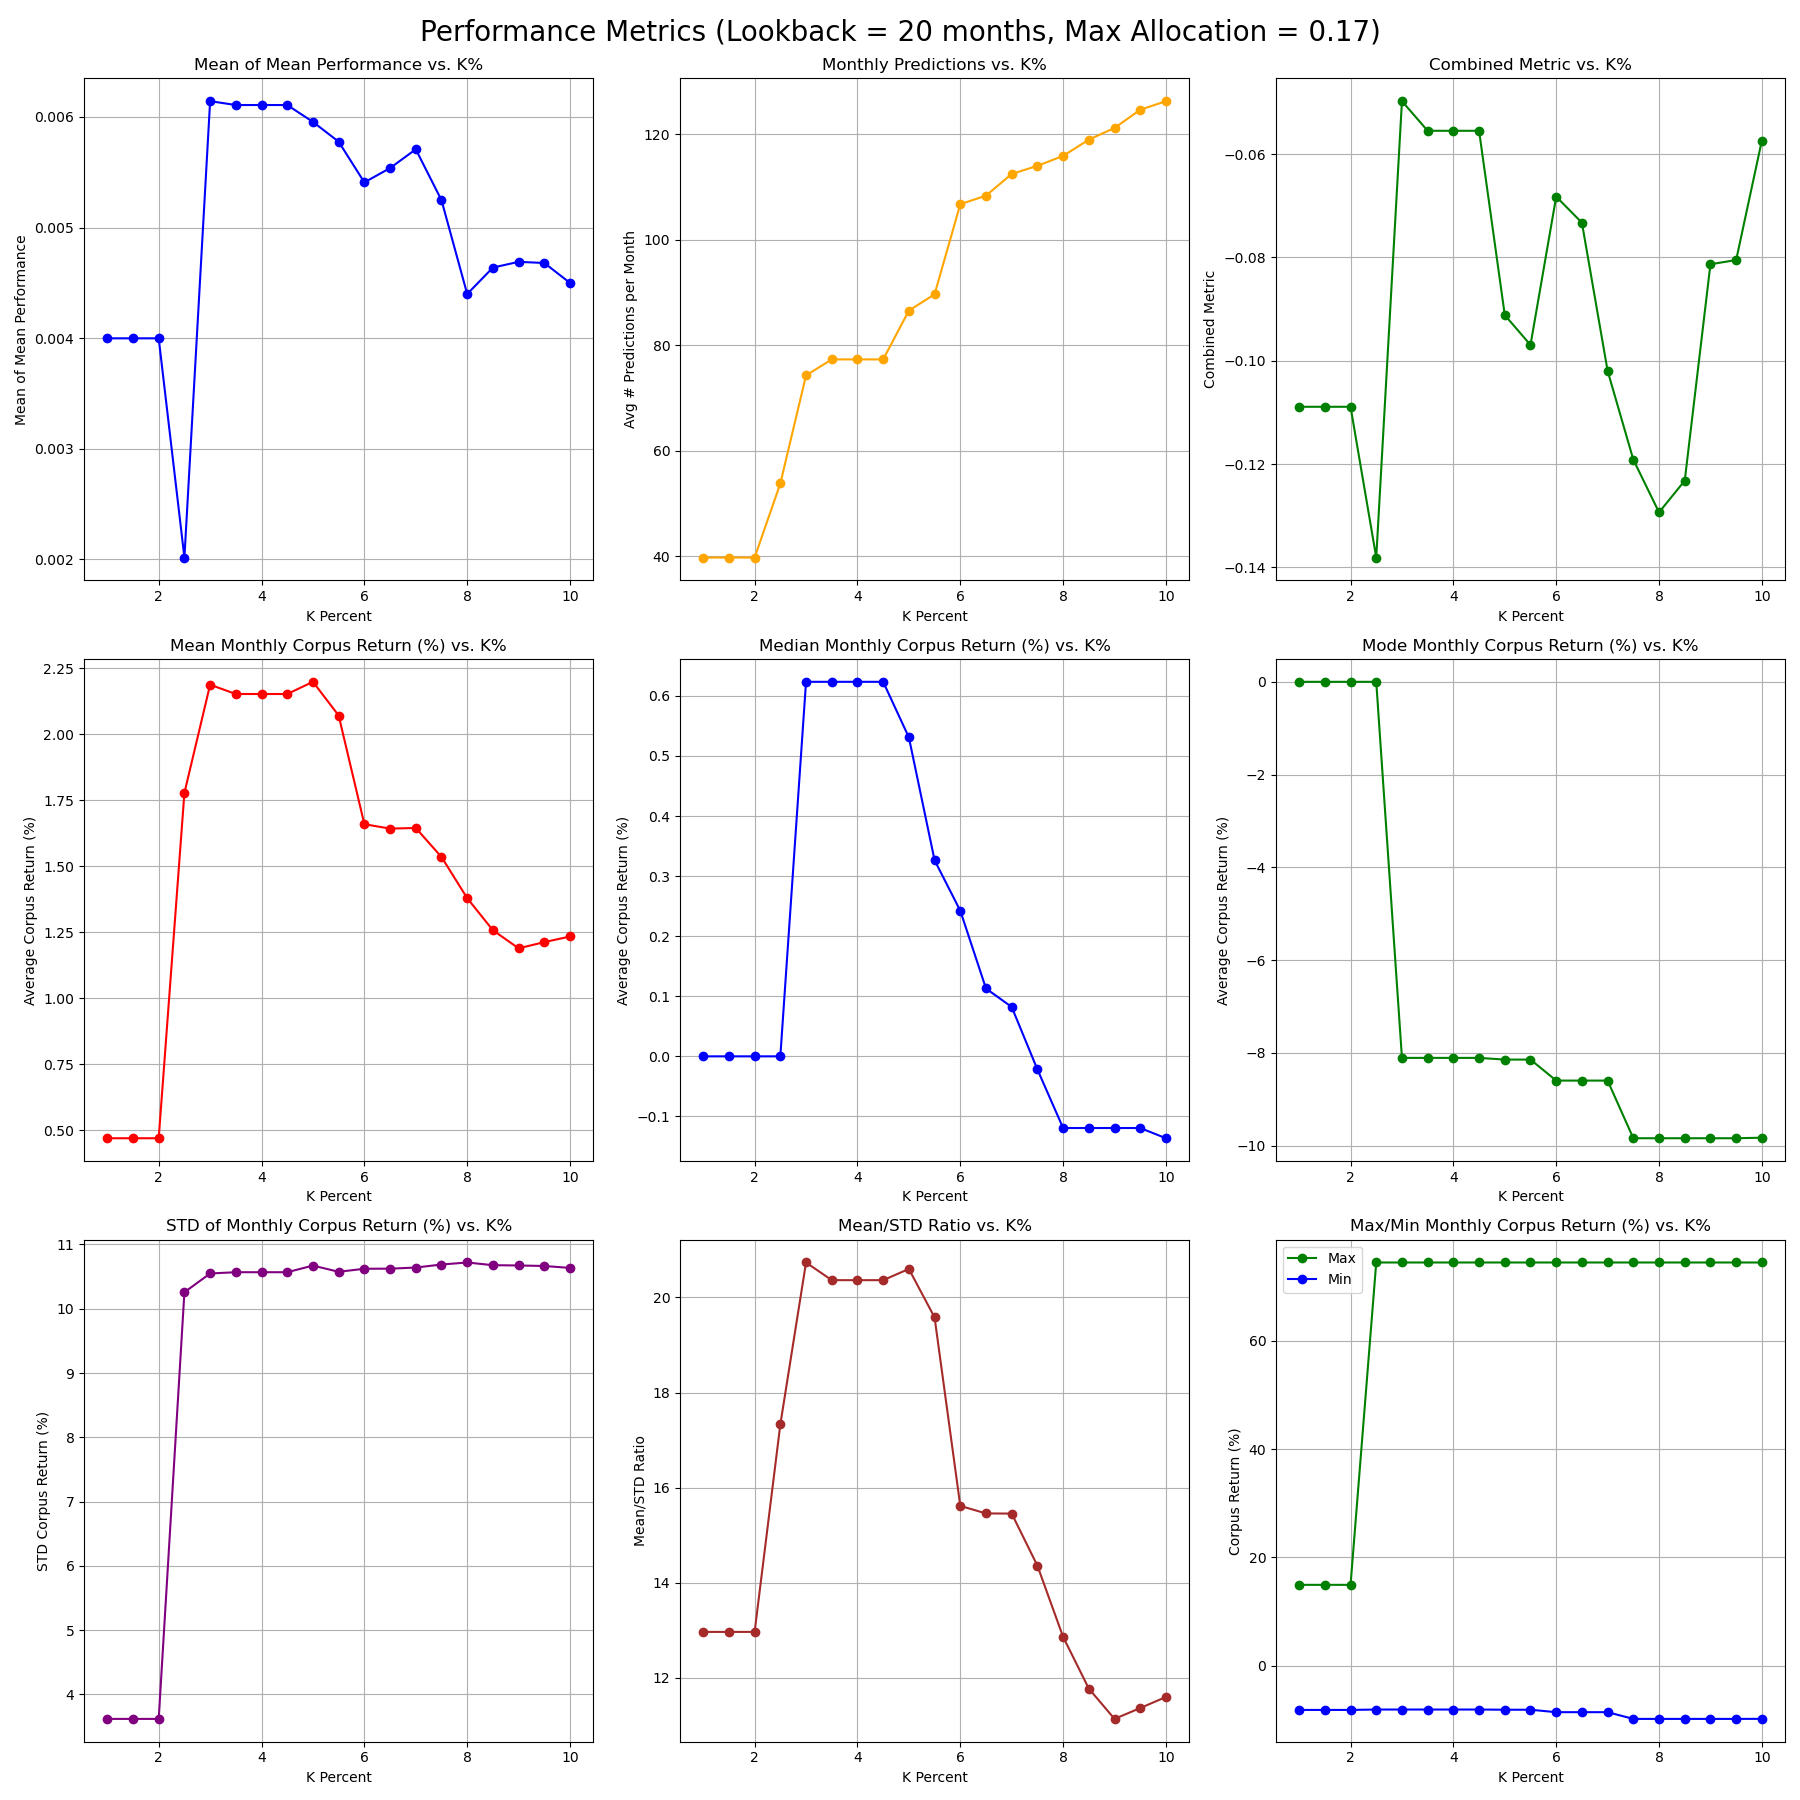 Performance Metrics (Lookback = 20 months, Max Allocation = 0.17)
Mean of Mean Performance vs. K%
Mean of Mean Performance
0.006
0.005
0.004
0.003
0.002
2 4 6 8 10
K Percent
Monthly Predictions vs. K%
Avg # Predictions per Month
120
100
80
60
40
2 4 6 8 10
K Percent
Combined Metric vs. K%
Combined Metric
−0.06
−0.08
−0.10
−0.12
−0.14
2 4 6 8 10
K Percent
Mean Monthly Corpus Return (%) vs. K%
Average Corpus Return (%)
2.25
2.00
1.75
1.50
1.25
1.00
0.75
0.50
2 4 6 8 10
K Percent
Median Monthly Corpus Return (%) vs. K%
Average Corpus Return (%)
0.6
0.5
0.4
0.3
0.2
0.1
0.0
−0.1
2 4 6 8 10
K Percent
Mode Monthly Corpus Return (%) vs. K%
Average Corpus Return (%)
0
−2
−4
−6
−8
−10
2 4 6 8 10
K Percent
STD of Monthly Corpus Return (%) vs. K%
STD Corpus Return (%)
11
10
9
8
7
6
5
4
2 4 6 8 10
K Percent
Mean/STD Ratio vs. K%
Mean/STD Ratio
20
18
16
14
12
2 4 6 8 10
K Percent
Max/Min Monthly Corpus Return (%) vs. K%
Corpus Return (%)
Max
Min
60
40
20
0
2 4 6 8 10
K Percent